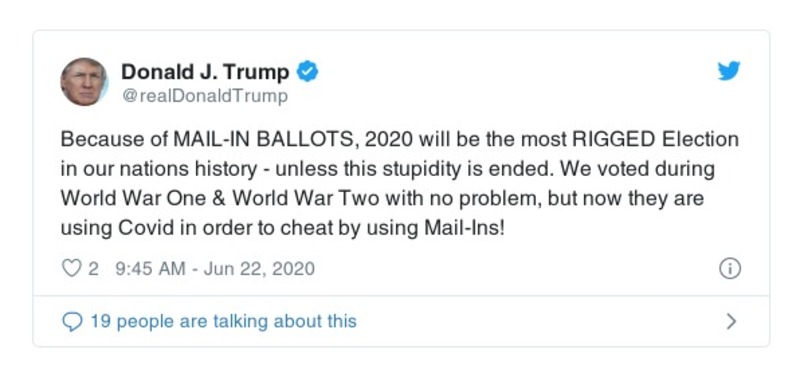 Donald J. Trump
@realDonaldTrump
Because of MAIL-IN BALLOTS, 2020 will be the most RIGGED Election
in our nations history - unless this stupidity is ended. We voted during
World War One & World War Two with no problem, but now they are
using Covid in order to cheat by using Mail-Ins!
2 9:45 AM - Jun 22, 2020
19 people are talking about this